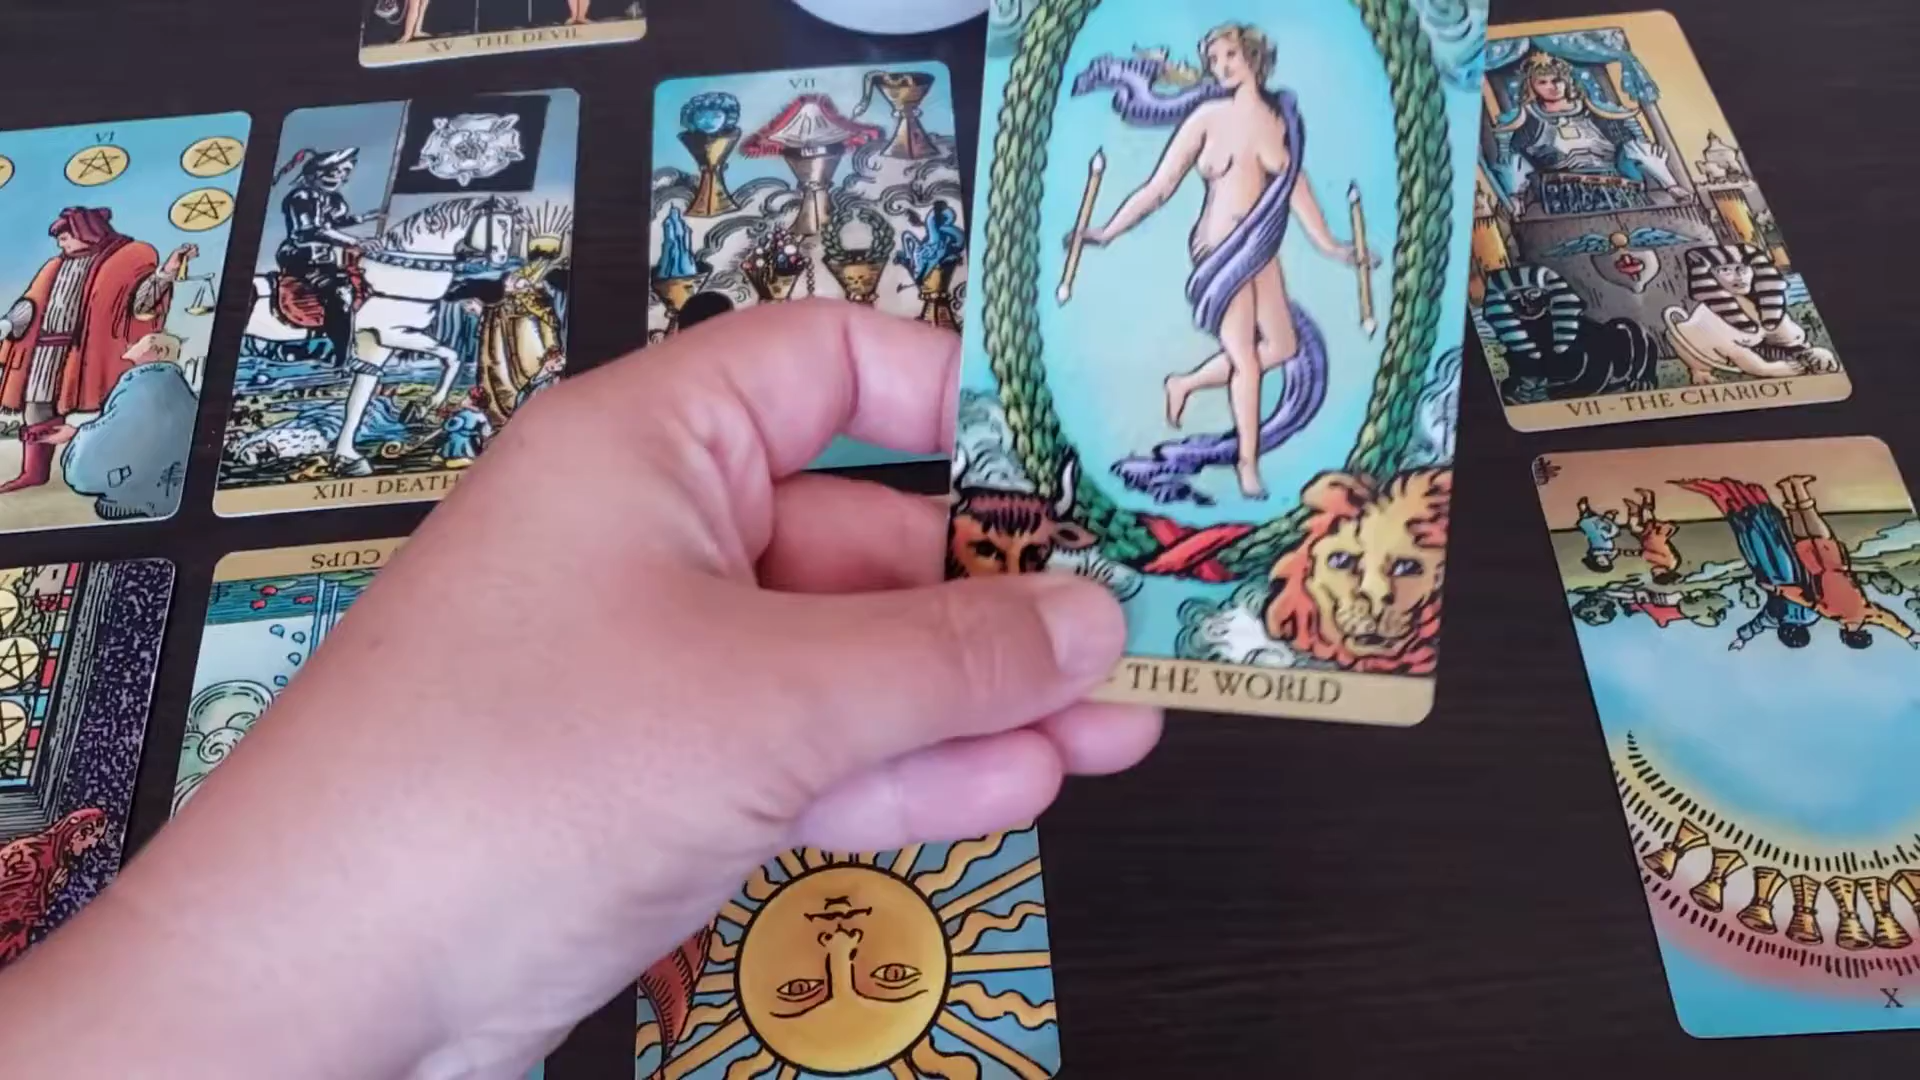 XV - THE DEVIL
VI
VII
VII - THE CHARIOT
XIII - DEATH
CUPS
- THE WORLD
X